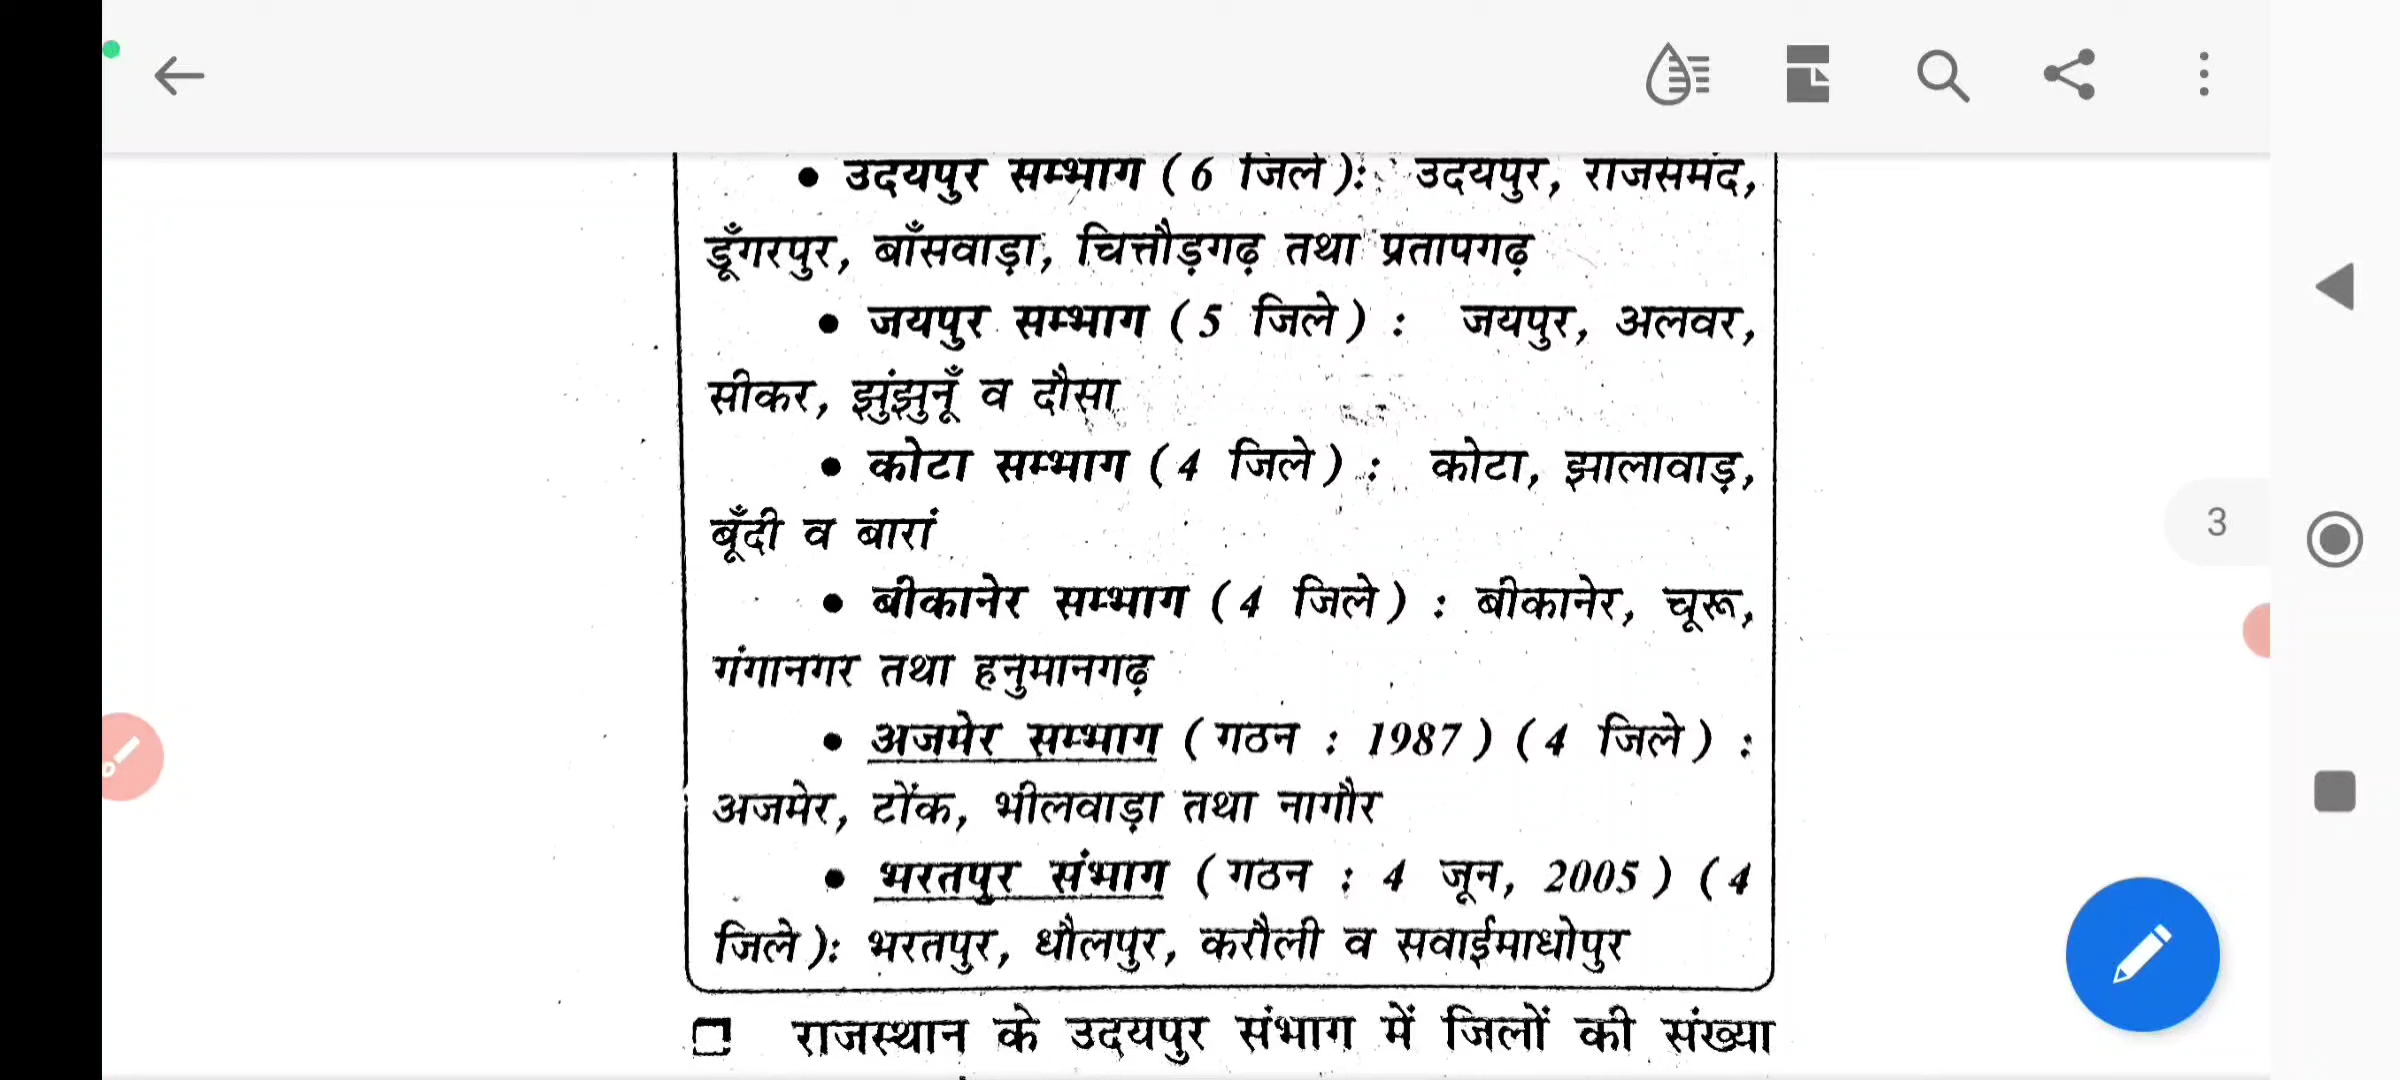 • उदयपुर सम्भाग ( 6 जिले ): उदयपुर, राजसमंद,
डूँगरपुर, बाँसवाड़ा, चित्तौड़गढ़ तथा प्रतापगढ़
• जयपुर सम्भाग ( 5 जिले ) : जयपुर, अलवर,
सीकर, झुंझुनूँ व दौसा
• कोटा सम्भाग ( 4 जिले ) : कोटा, झालावाड़,
बूँदी व बारां
• बीकानेर सम्भाग ( 4 जिले ) : बीकानेर, चूरू,
गंगानगर तथा हनुमानगढ़
• अजमेर सम्भाग ( गठन : 1987 ) ( 4 जिले ) :
अजमेर, टोंक, भीलवाड़ा तथा नागौर
• भरतपुर संभाग ( गठन : 4 जून, 2005 ) ( 4
जिले ): भरतपुर, धौलपुर, करौली व सवाईमाधोपुर
राजस्थान के उदयपुर संभाग में जिलों की संख्या
3